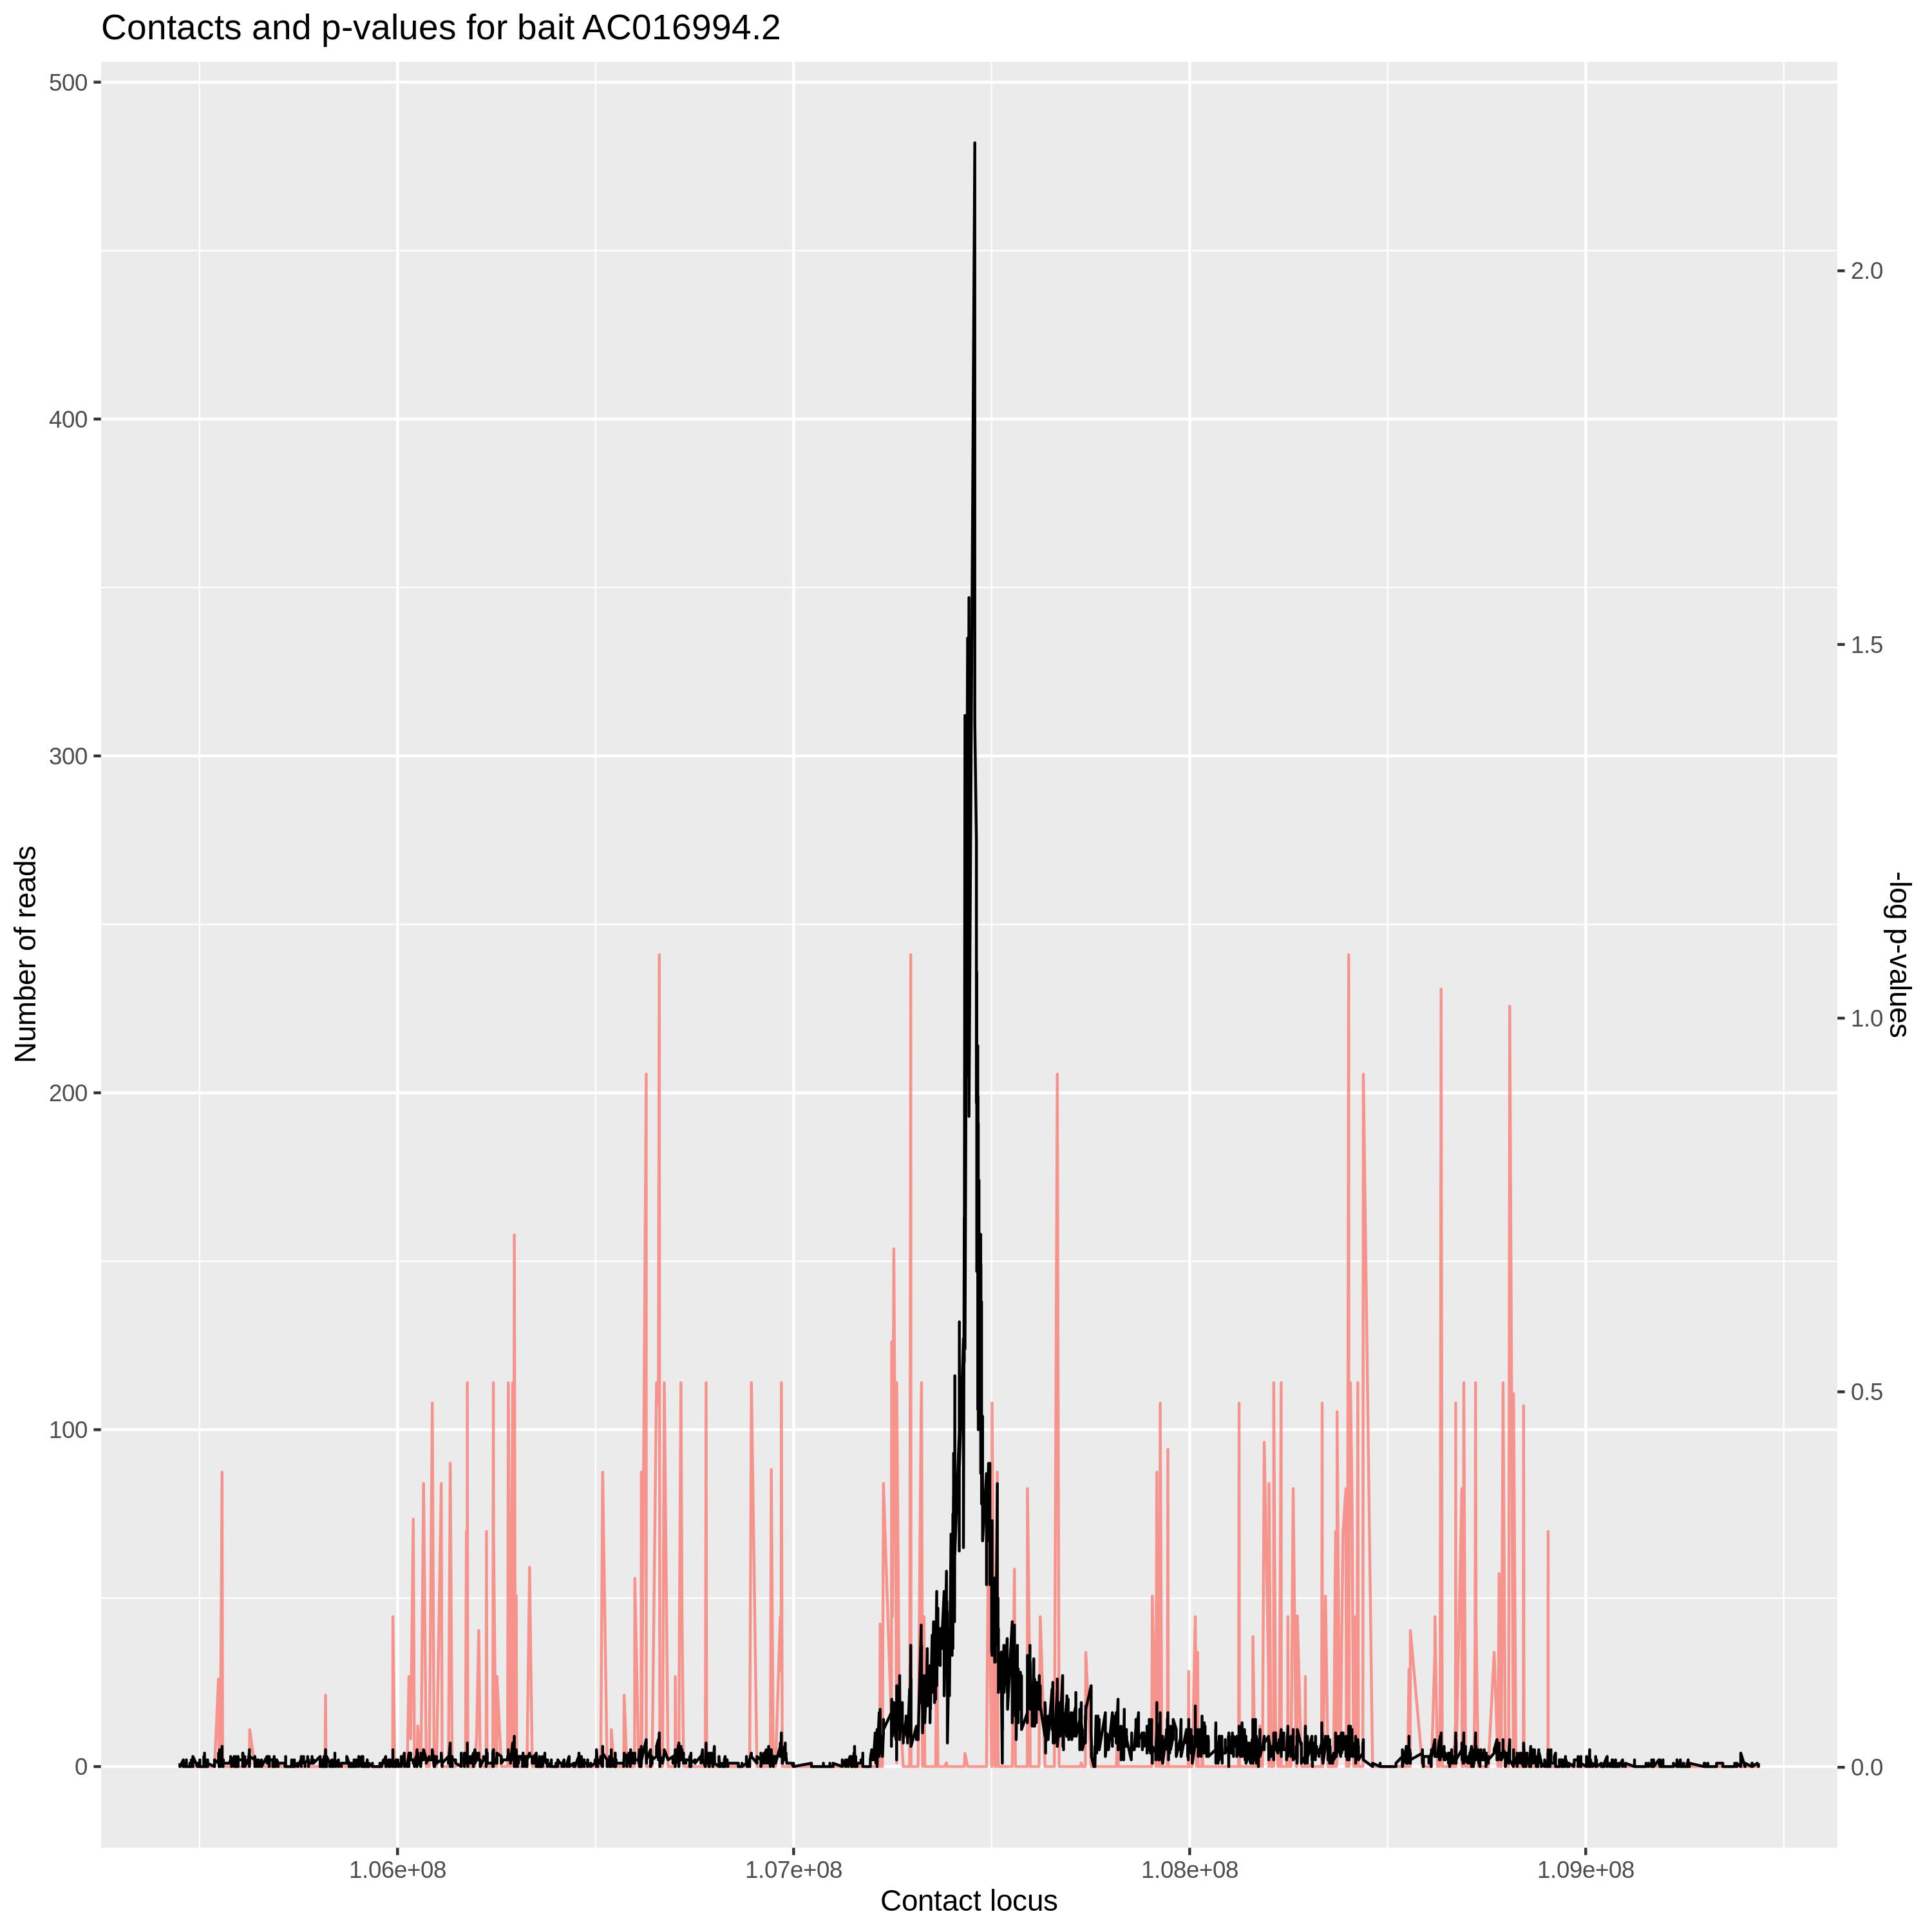 Contacts and p-values for bait AC016994.2
500
400
300
200
100
0
Number of reads
2.0
1.5
1.0
0.5
0.0
-log p-values
1.06e+08
1.07e+08
1.08e+08
1.09e+08
Contact locus